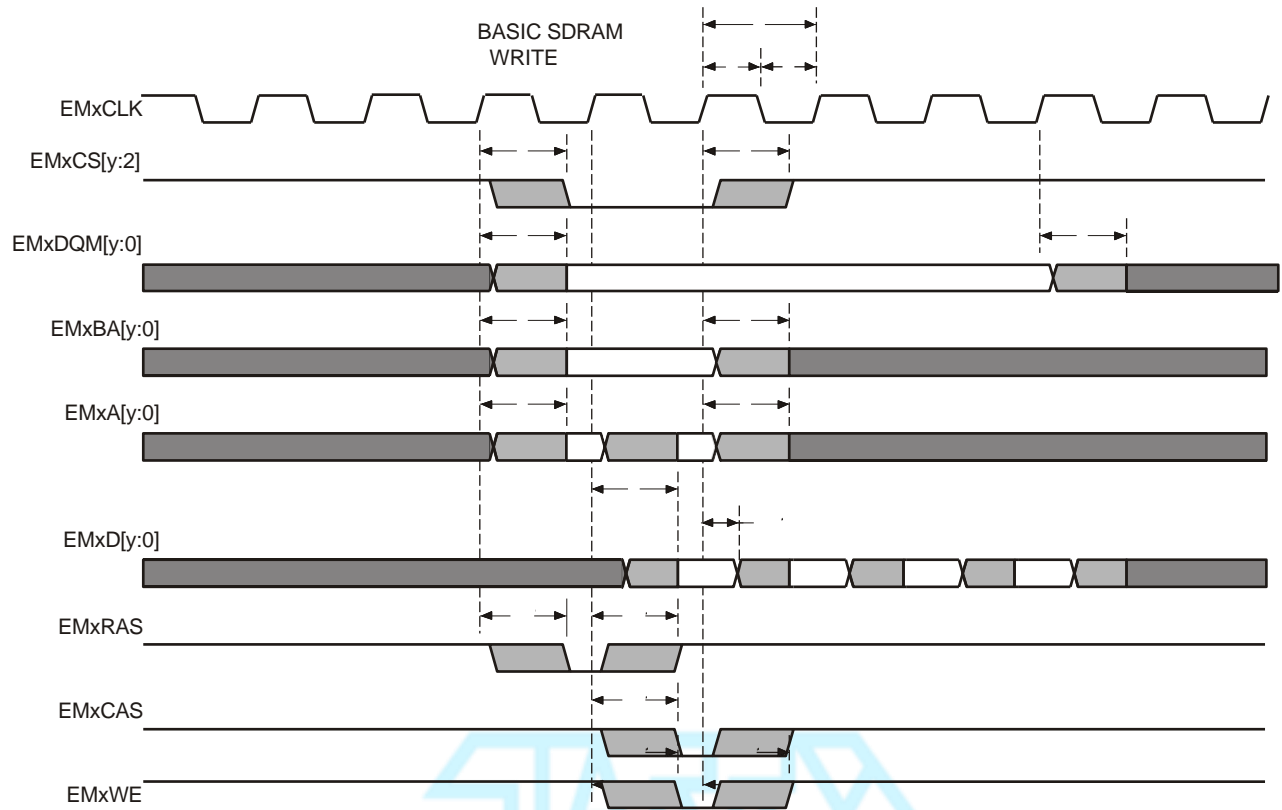 BASIC SDRAM
WRITE
EMxCLK
EMxCS[y:2]
EMxDQM[y:0]
EMxBA[y:0]
EMxA[y:0]
EMxD[y:0]
EMxRAS
EMxCAS
EMxWE